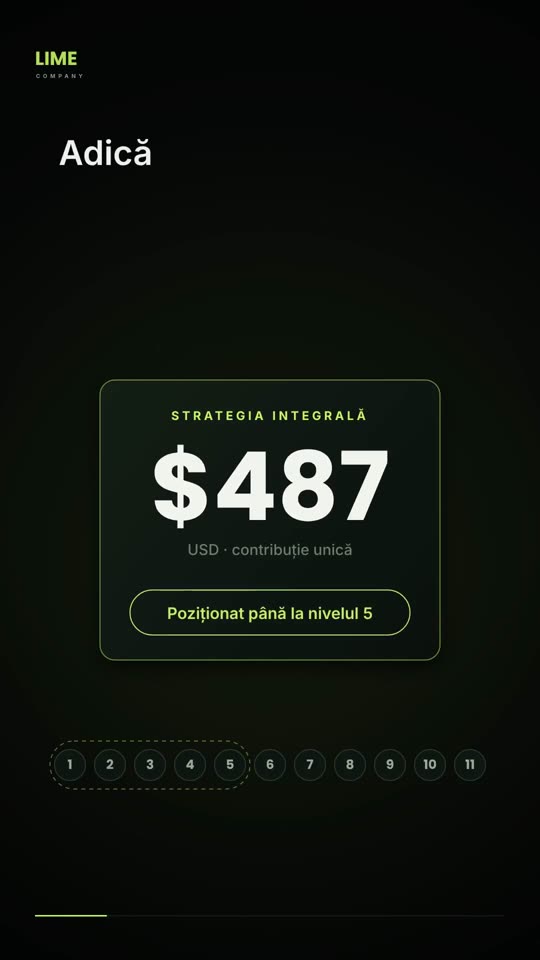 LIME
COMPANY
Adică
STRATEGIA INTEGRALĂ
$487
USD · contribuție unică
Poziționat până la nivelul 5
1 2 3 4 5 6 7 8 9 10 11